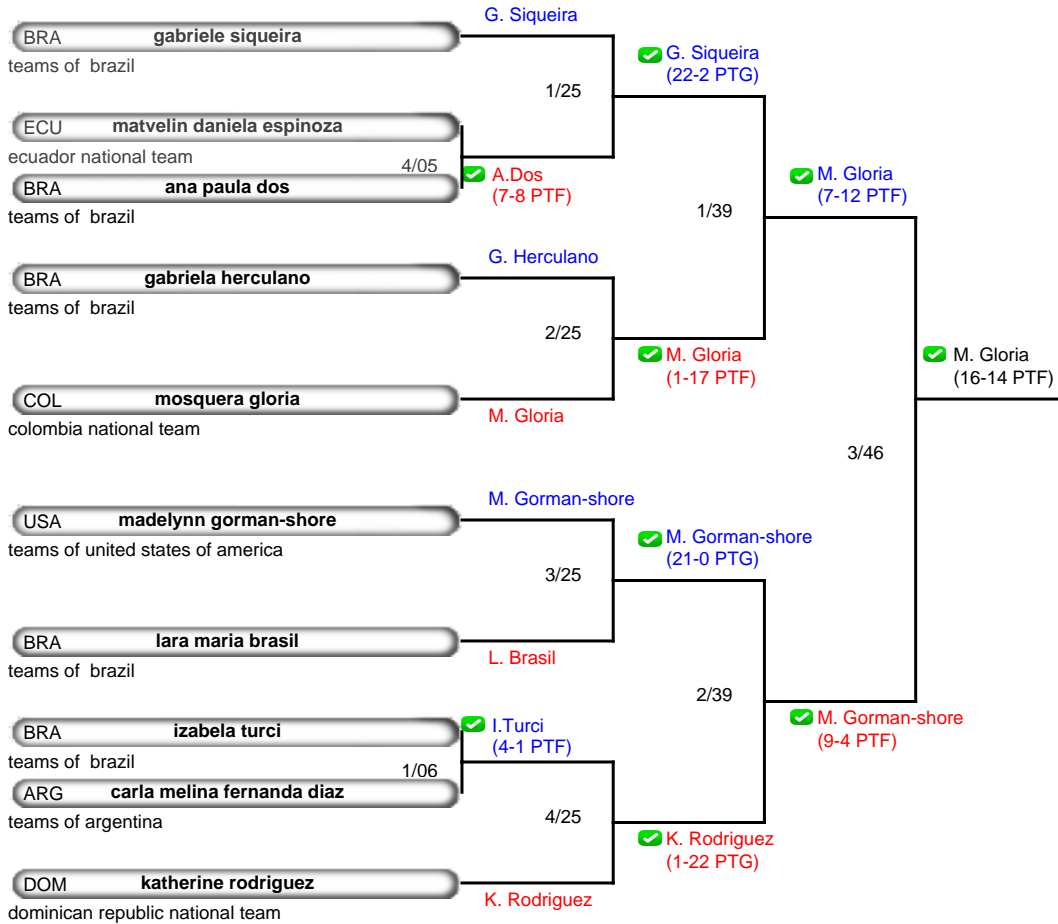 G. Siqueira
BRA gabriele siqueira
teams of  brazil
G. Siqueira
(22-2 PTG)
1/25
ECU matvelin daniela espinoza
ecuador national team
4/05
BRA ana paula dos
teams of  brazil
A.Dos
(7-8 PTF)
M. Gloria
(7-12 PTF)
1/39
G. Herculano
BRA gabriela herculano
teams of  brazil
2/25
M. Gloria
(1-17 PTF)
COL mosquera gloria
colombia national team
M. Gloria
M. Gloria
(16-14 PTF)
3/46
M. Gorman-shore
USA madelynn gorman-shore
teams of united states of america
M. Gorman-shore
(21-0 PTG)
3/25
BRA lara maria brasil
teams of  brazil
L. Brasil
2/39
M. Gorman-shore
(9-4 PTF)
BRA izabela turci
teams of  brazil
I.Turci
(4-1 PTF)
1/06
ARG carla melina fernanda diaz
teams of argentina
4/25
K. Rodriguez
(1-22 PTG)
DOM katherine rodriguez
dominican republic national team
K. Rodriguez